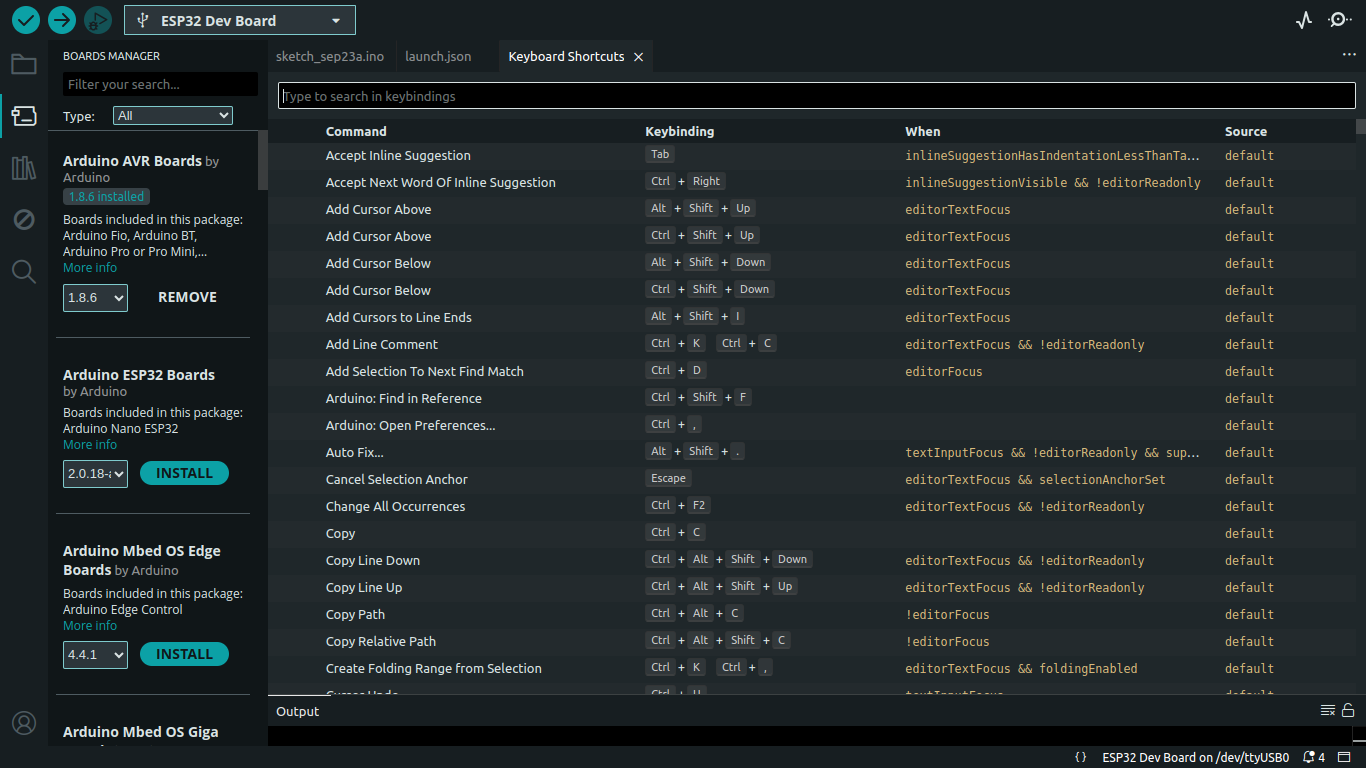 ESP32 Dev Board
BOARDS MANAGER
Filter your search...
Type: All
Arduino AVR Boards by
Arduino
1.8.6 installed
Boards included in this package:
Arduino Fio, Arduino BT,
Arduino Pro or Pro Mini,...
More info
1.8.6 REMOVE
Arduino ESP32 Boards
by Arduino
Boards included in this package:
Arduino Nano ESP32
More info
2.0.18-a INSTALL
Arduino Mbed OS Edge
Boards by Arduino
Boards included in this package:
Arduino Edge Control
More info
4.4.1 INSTALL
Arduino Mbed OS Giga
sketch_sep23a.ino launch.json Keyboard Shortcuts
Type to search in keybindings
Command Keybinding When Source
Accept Inline Suggestion Tab inlineSuggestionHasIndentationLessThanTa... default
Accept Next Word Of Inline Suggestion Ctrl + Right inlineSuggestionVisible && !editorReadonly default
Add Cursor Above Alt + Shift + Up editorTextFocus default
Add Cursor Above Ctrl + Shift + Up editorTextFocus default
Add Cursor Below Alt + Shift + Down editorTextFocus default
Add Cursor Below Ctrl + Shift + Down editorTextFocus default
Add Cursors to Line Ends Alt + Shift + I editorTextFocus default
Add Line Comment Ctrl + K Ctrl + C editorTextFocus && !editorReadonly default
Add Selection To Next Find Match Ctrl + D editorFocus default
Arduino: Find in Reference Ctrl + Shift + F default
Arduino: Open Preferences... Ctrl + , default
Auto Fix... Alt + Shift + . textInputFocus && !editorReadonly && sup... default
Cancel Selection Anchor Escape editorTextFocus && selectionAnchorSet default
Change All Occurrences Ctrl + F2 editorTextFocus && !editorReadonly default
Copy Ctrl + C default
Copy Line Down Ctrl + Alt + Shift + Down editorTextFocus && !editorReadonly default
Copy Line Up Ctrl + Alt + Shift + Up editorTextFocus && !editorReadonly default
Copy Path Ctrl + Alt + C !editorFocus default
Copy Relative Path Ctrl + Alt + Shift + C !editorFocus default
Create Folding Range from Selection Ctrl + K Ctrl + , editorTextFocus && foldingEnabled default
Cursor Undo Ctrl + U textInputFocus default
Output
{} ESP32 Dev Board on /dev/ttyUSB0 4